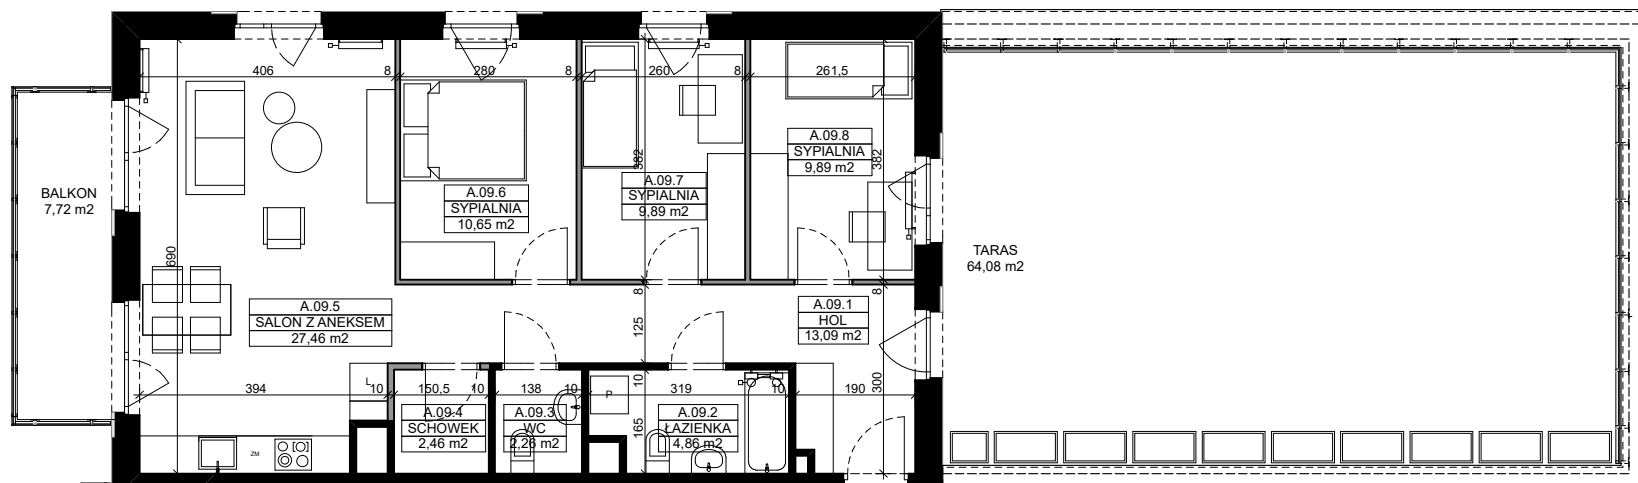 406
8
280
8
260
8
261,5
A.09.8
SYPIALNIA
9,89 m2
382
382
A.09.7
SYPIALNIA
9,89 m2
A.09.6
SYPIALNIA
10,65 m2
BALKON
7,72 m2
690
TARAS
64,08 m2
A.09.5
SALON Z ANEKSEM
27,46 m2
8
125
8
A.09.1
HOL
13,09 m2
L
394
10
150,5
10
138
10
P
10
319
10
190
300
A.09.4
SCHOWEK
2,46 m2
A.09.3
WC
2,26 m2
165
A.09.2
ŁAZIENKA
4,86 m2
ZM